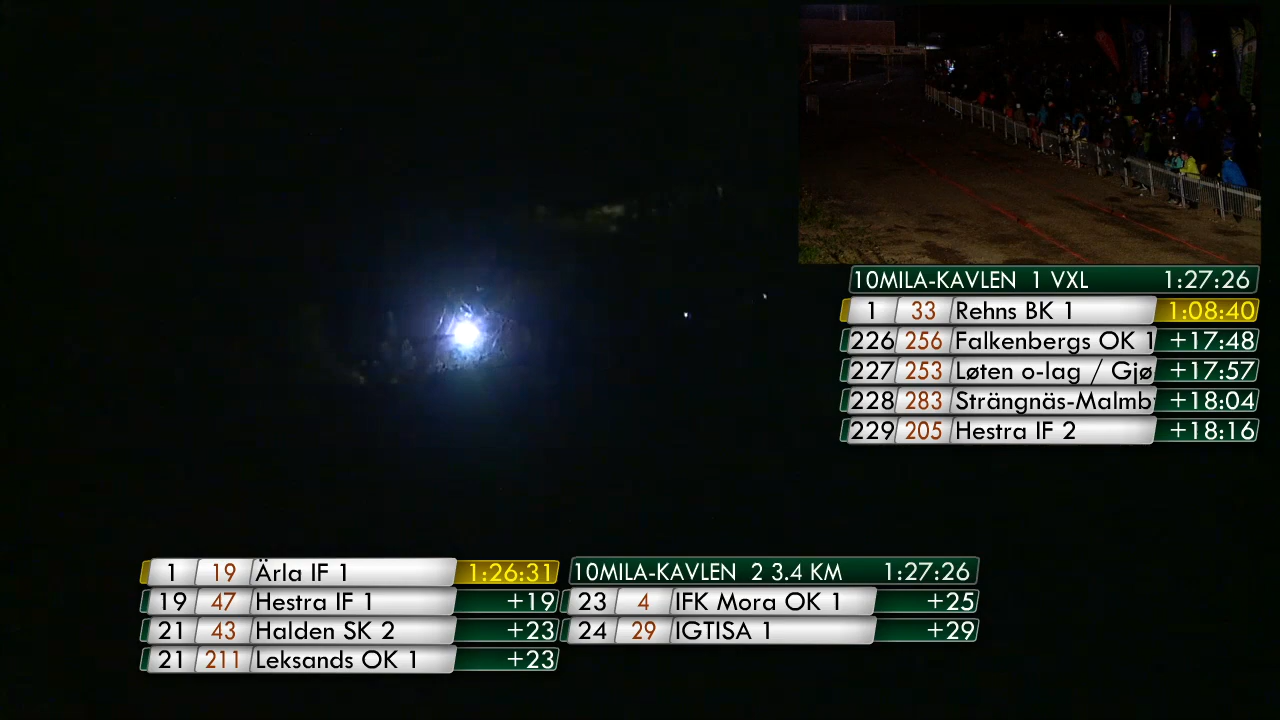 10MILA-KAVLEN 1 VXL 1:27:26
1 33 Rehns BK 1 1:08:40
226 256 Falkenbergs OK 1 +17:48
227 253 Løten o-lag / Gjø +17:57
228 283 Strängnäs-Malmb +18:04
229 205 Hestra IF 2 +18:16
1 19 Ärla IF 1 1:26:31
19 47 Hestra IF 1 +19
21 43 Halden SK 2 +23
21 211 Leksands OK 1 +23
10MILA-KAVLEN 2 3.4 KM 1:27:26
23 4 IFK Mora OK 1 +25
24 29 IGTISA 1 +29